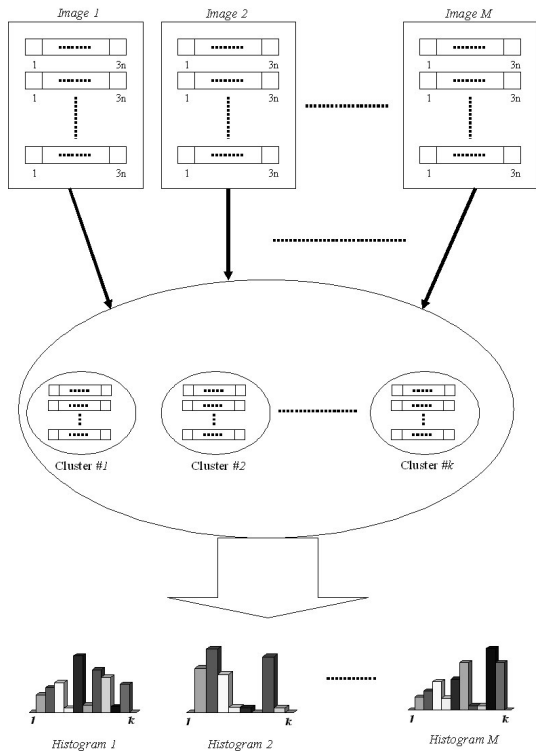 Image 1 Image 2 Image M
1 3n 1 3n 1 3n
1 3n 1 3n 1 3n
1 3n 1 3n 1 3n
Cluster #1 Cluster #2 Cluster #k
1 k 1 k 1 k
Histogram 1 Histogram 2 Histogram M